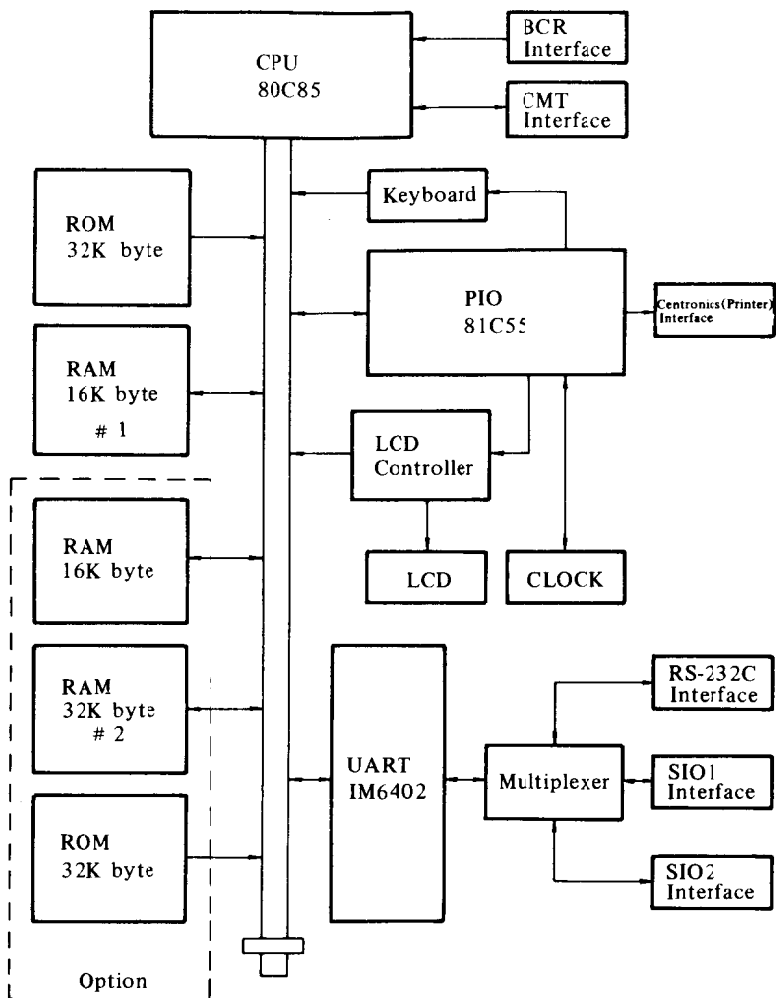 CPU
80C85
BCR
Interface
CMT
Interface
ROM
32K byte
Keyboard
PIO
81C55
Centronics(Printer)
Interface
RAM
16K byte
# 1
LCD
Controller
RAM
16K byte
LCD
CLOCK
RAM
32K byte
# 2
UART
IM6402
Multiplexer
RS-232C
Interface
SIO1
Interface
SIO2
Interface
ROM
32K byte
Option